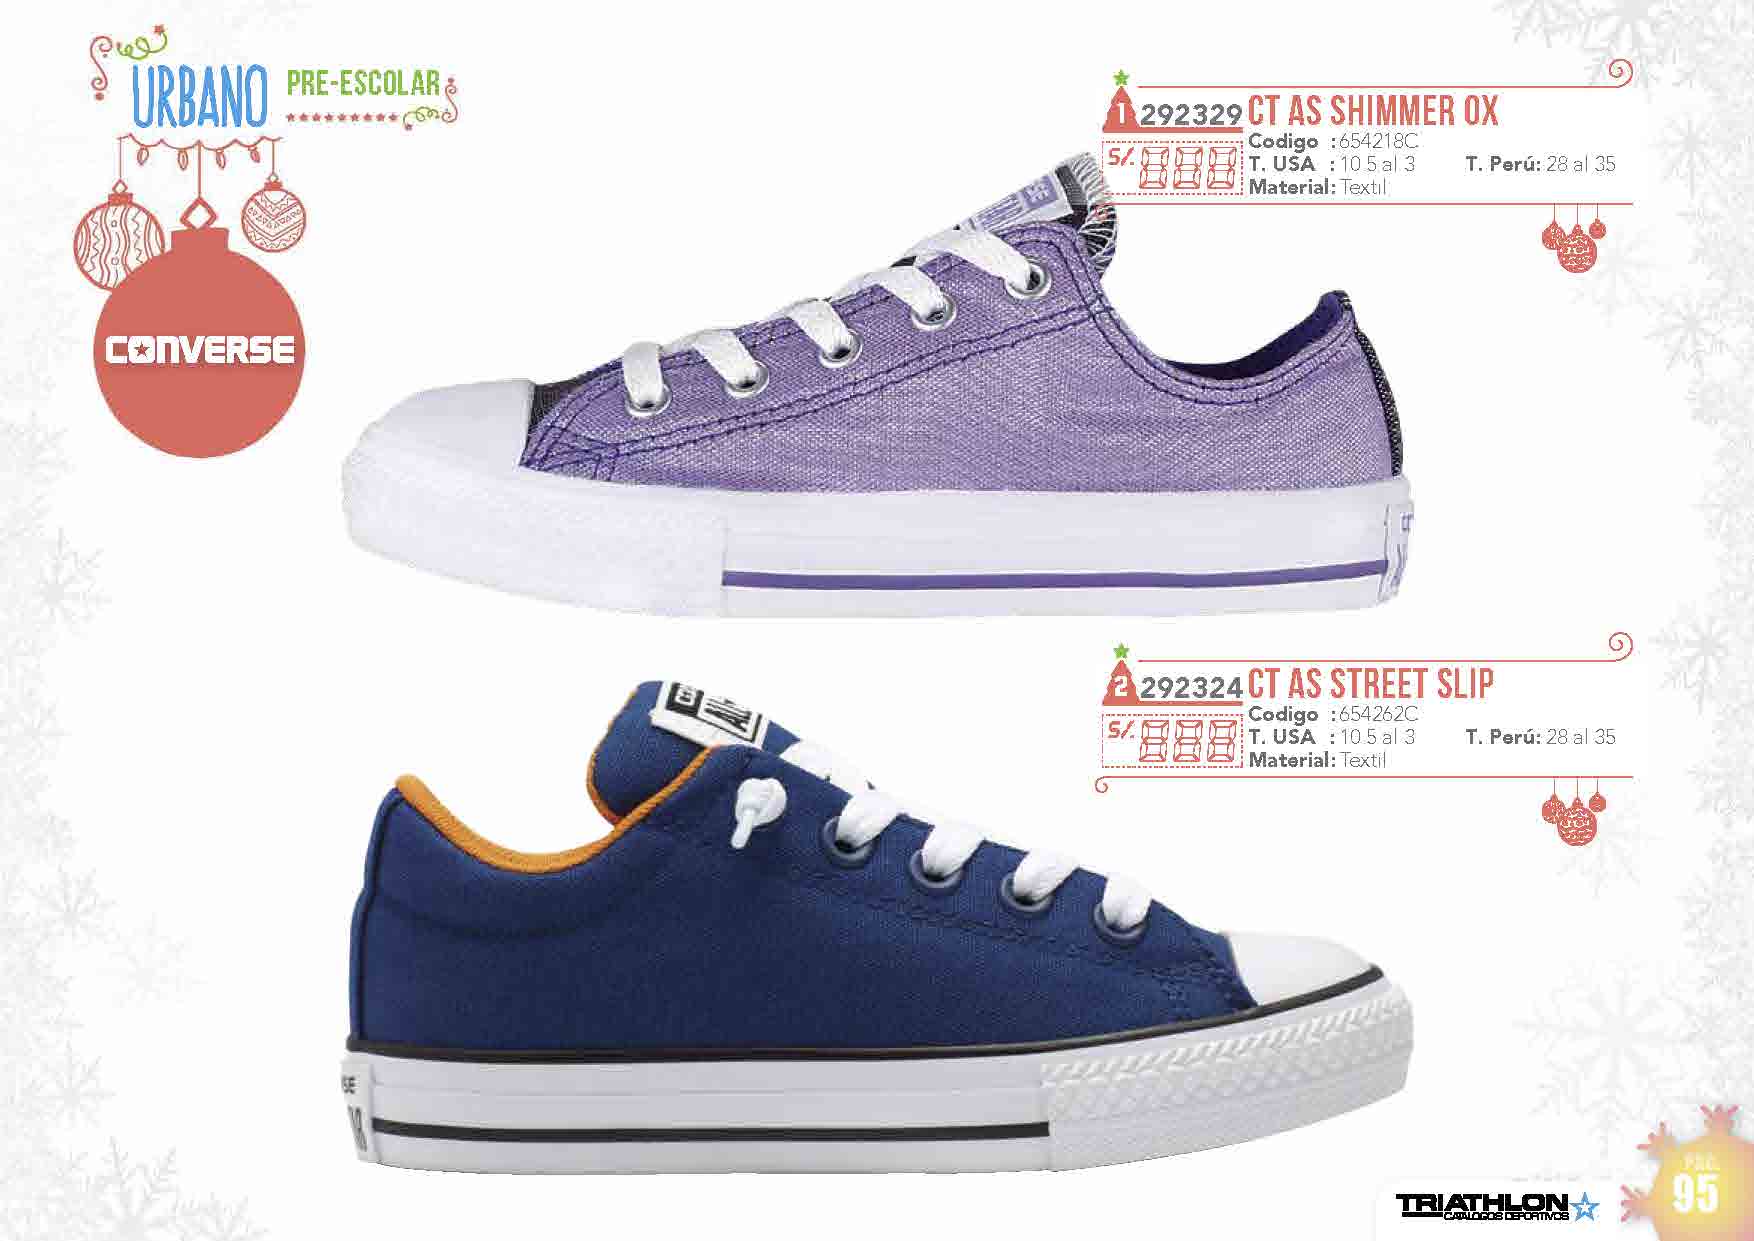 URBANO PRE-ESCOLAR
CONVERSE
1 292329 CT AS SHIMMER OX
S/.
Codigo : 654218C
T. USA : 10.5 al 3 T. Perú: 28 al 35
Material: Textil
2 292324 CT AS STREET SLIP
S/.
Codigo : 654262C
T. USA : 10.5 al 3 T. Perú: 28 al 35
Material: Textil
TRIATHLON
CATALOGOS DEPORTIVOS
PAG.
95